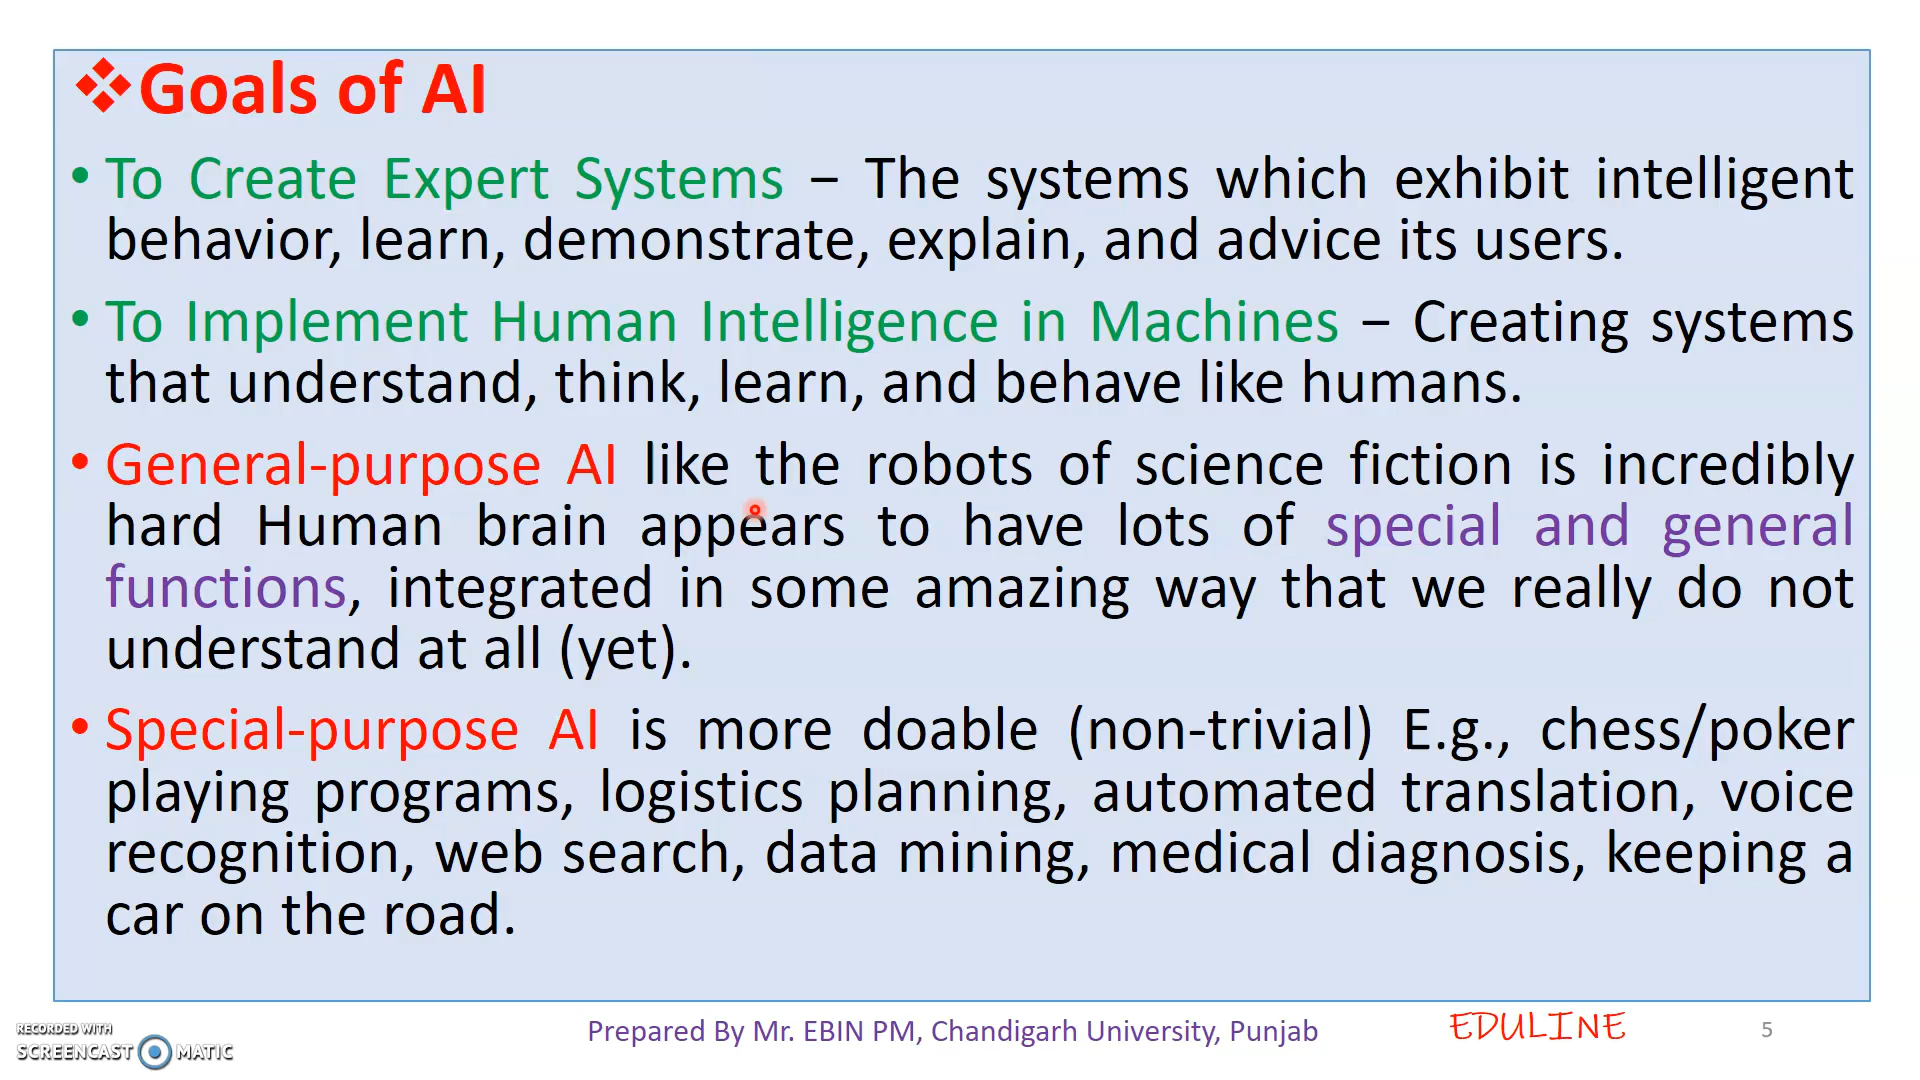 ❖Goals of AI
• To Create Expert Systems − The systems which exhibit intelligent
behavior, learn, demonstrate, explain, and advice its users.
• To Implement Human Intelligence in Machines − Creating systems
that understand, think, learn, and behave like humans.
• General-purpose AI like the robots of science fiction is incredibly
hard Human brain appears to have lots of special and general
functions, integrated in some amazing way that we really do not
understand at all (yet).
• Special-purpose AI is more doable (non-trivial) E.g., chess/poker
playing programs, logistics planning, automated translation, voice
recognition, web search, data mining, medical diagnosis, keeping a
car on the road.
Prepared By Mr. EBIN PM, Chandigarh University, Punjab
EDULINE
5
RECORDED WITH
SCREENCAST MATIC